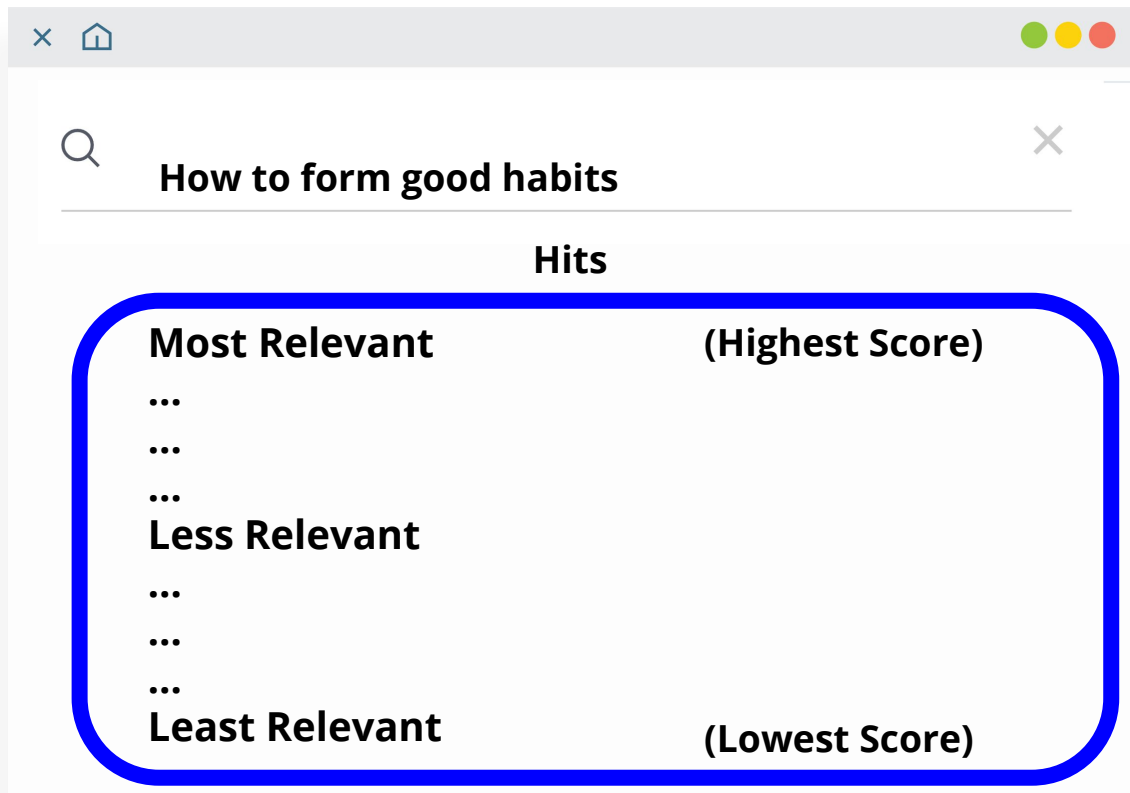 How to form good habits
Hits
Most Relevant (Highest Score)
...
...
...
Less Relevant
...
...
...
Least Relevant (Lowest Score)